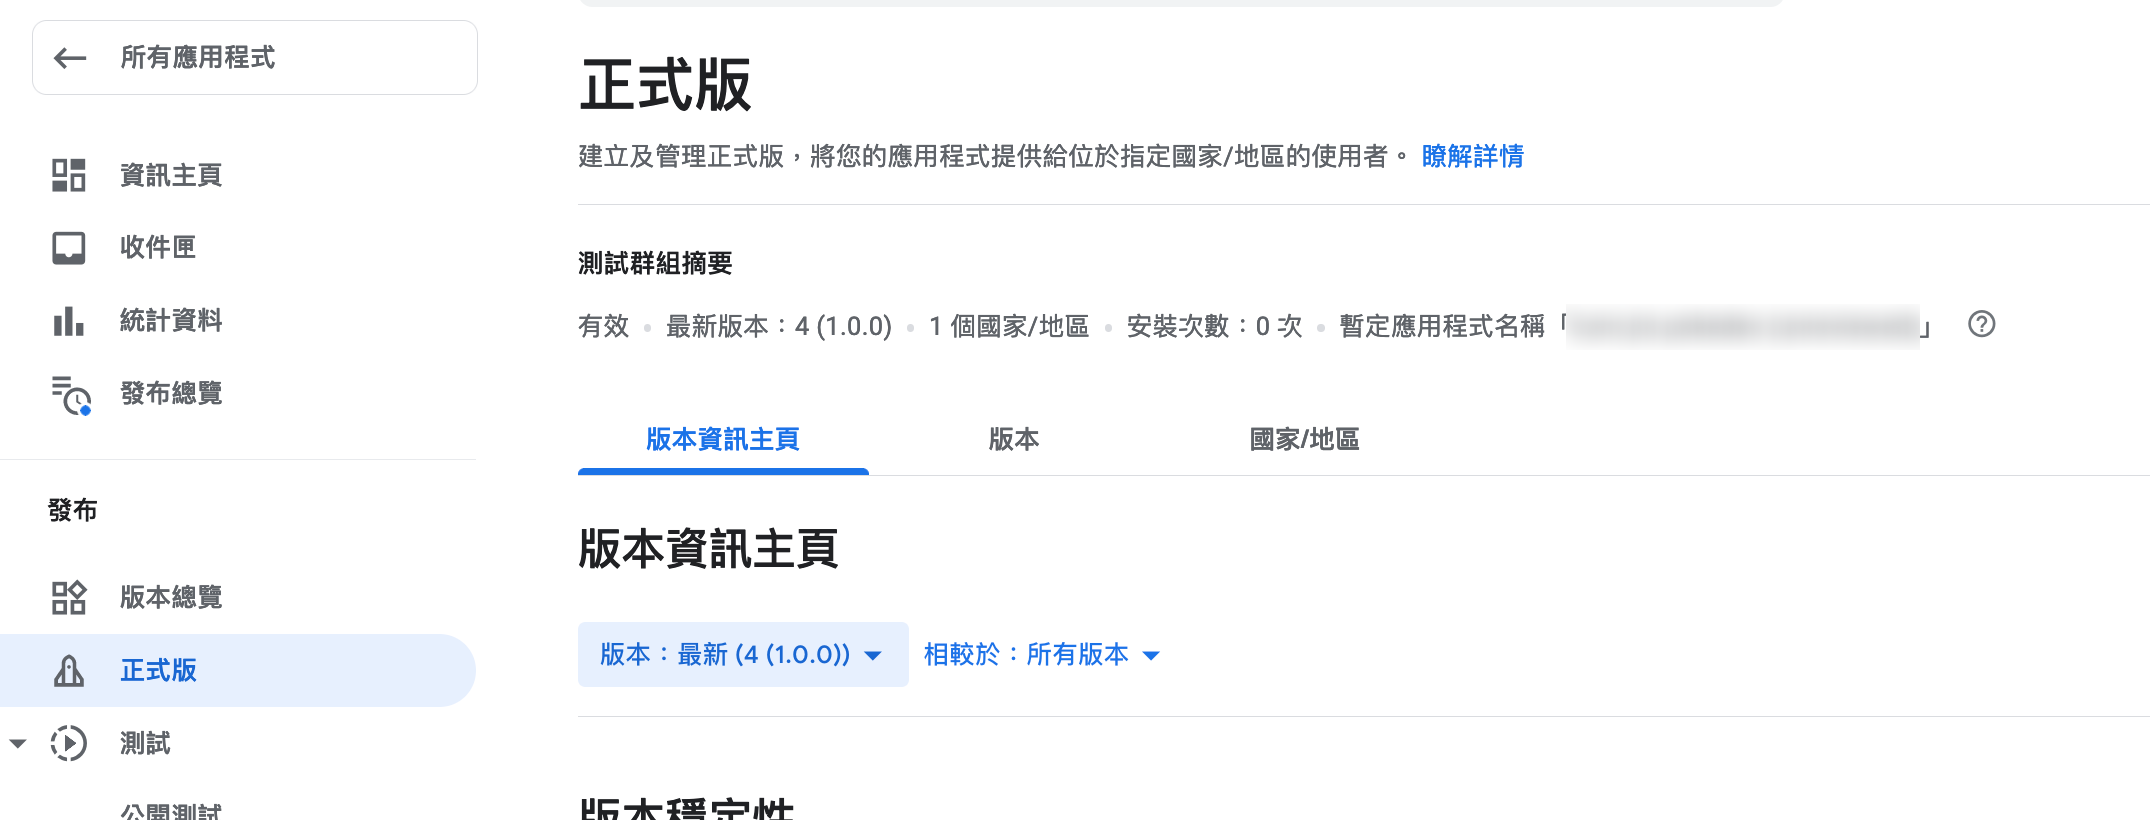 所有應用程式
資訊主頁
收件匣
統計資料
發布總覽
發布
版本總覽
正式版
測試
公開測試
正式版
建立及管理正式版，將您的應用程式提供給位於指定國家/地區的使用者。 瞭解詳情
測試群組摘要
有效 • 最新版本：4 (1.0.0) • 1 個國家/地區 • 安裝次數：0 次 • 暫定應用程式名稱「」
版本資訊主頁 版本 國家/地區
版本資訊主頁
版本：最新 (4 (1.0.0)) 相較於：所有版本
版本穩定性